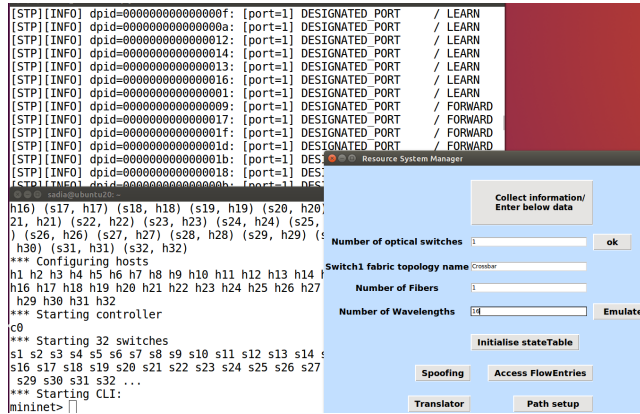 [STP][INFO] dpid=000000000000000f: [port=1] DESIGNATED_PORT / LEARN
[STP][INFO] dpid=000000000000000a: [port=1] DESIGNATED_PORT / LEARN
[STP][INFO] dpid=0000000000000012: [port=1] DESIGNATED_PORT / LEARN
[STP][INFO] dpid=0000000000000014: [port=1] DESIGNATED_PORT / LEARN
[STP][INFO] dpid=0000000000000013: [port=1] DESIGNATED_PORT / LEARN
[STP][INFO] dpid=0000000000000016: [port=1] DESIGNATED_PORT / LEARN
[STP][INFO] dpid=0000000000000001: [port=1] DESIGNATED_PORT / LEARN
[STP][INFO] dpid=0000000000000009: [port=1] DESIGNATED_PORT / FORWARD
[STP][INFO] dpid=0000000000000017: [port=1] DESIGNATED_PORT / FORWARD
[STP][INFO] dpid=000000000000001f: [port=1] DESIGNATED_PORT / FORWARD
[STP][INFO] dpid=000000000000001d: [port=1] DESIGNATED_PORT / FORWARD
[STP][INFO] dpid=000000000000001b: [port=1] DES
[STP][INFO] dpid=0000000000000018: [port=1] DES
[STP][INFO] dpid=000000000000000b: [port=1] DES
sadia@ubuntu20: ~
h16) (s17, h17) (s18, h18) (s19, h19) (s20, h20)
21, h21) (s22, h22) (s23, h23) (s24, h24) (s25,
) (s26, h26) (s27, h27) (s28, h28) (s29, h29) (s
h30) (s31, h31) (s32, h32)
*** Configuring hosts
h1 h2 h3 h4 h5 h6 h7 h8 h9 h10 h11 h12 h13 h14
h16 h17 h18 h19 h20 h21 h22 h23 h24 h25 h26 h27
h29 h30 h31 h32
*** Starting controller
c0
*** Starting 32 switches
s1 s2 s3 s4 s5 s6 s7 s8 s9 s10 s11 s12 s13 s14 s
s16 s17 s18 s19 s20 s21 s22 s23 s24 s25 s26 s27
s29 s30 s31 s32 ...
*** Starting CLI:
mininet>
Resource System Manager
Collect information/
Enter below data
Number of optical switches 1 ok
Switch1 fabric topology name Crossbar
Number of Fibers 1
Number of Wavelengths 16 Emulate
Initialise stateTable
Spoofing Access FlowEntries
Translator Path setup